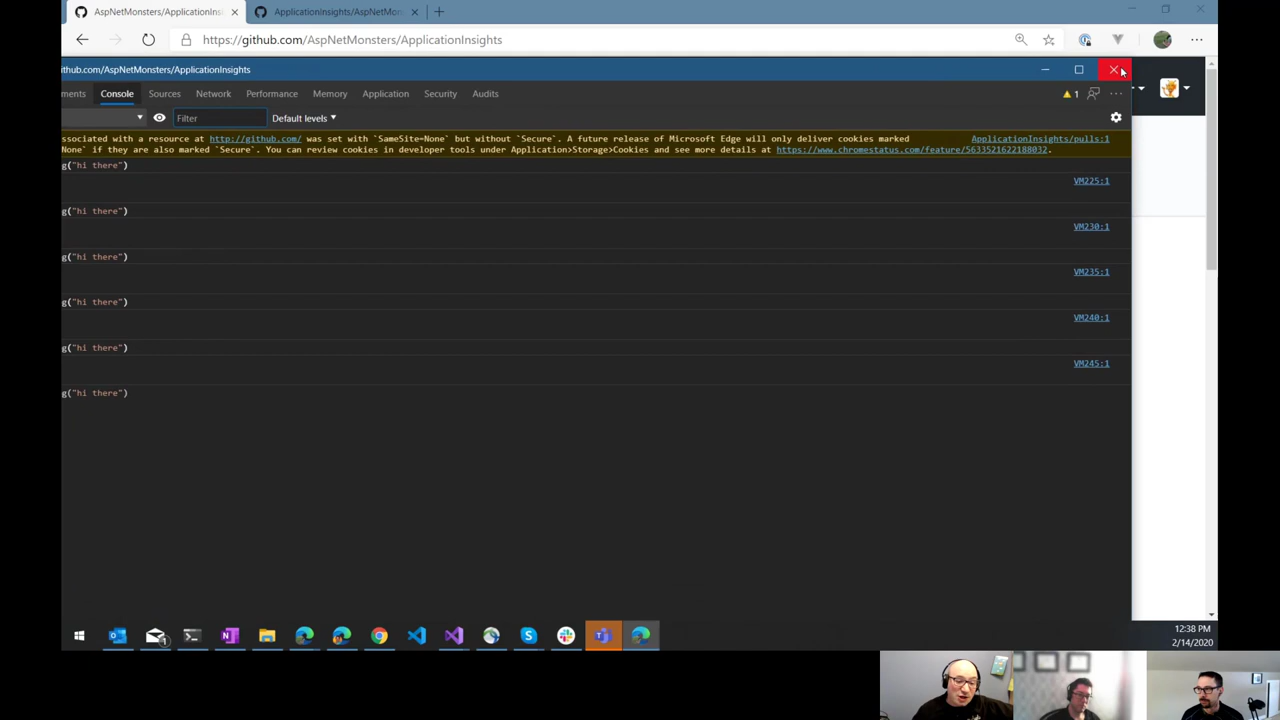 AspNetMonsters/ApplicationInsights
ApplicationInsights/AspNetMon
https://github.com/AspNetMonsters/ApplicationInsights
ithub.com/AspNetMonsters/ApplicationInsights
ments Console Sources Network Performance Memory Application Security Audits 1
Filter Default levels
ssociated with a resource at http://github.com/ was set with `SameSite=None` but without `Secure`. A future release of Microsoft Edge will only deliver cookies marked ApplicationInsights/pulls:1
None` if they are also marked `Secure`. You can review cookies in developer tools under Application>Storage>Cookies and see more details at https://www.chromestatus.com/feature/5633521622188032.
g("hi there")
VM225:1
g("hi there")
VM230:1
g("hi there")
VM235:1
g("hi there")
VM240:1
g("hi there")
VM245:1
g("hi there")
1
12:38 PM
2/14/2020